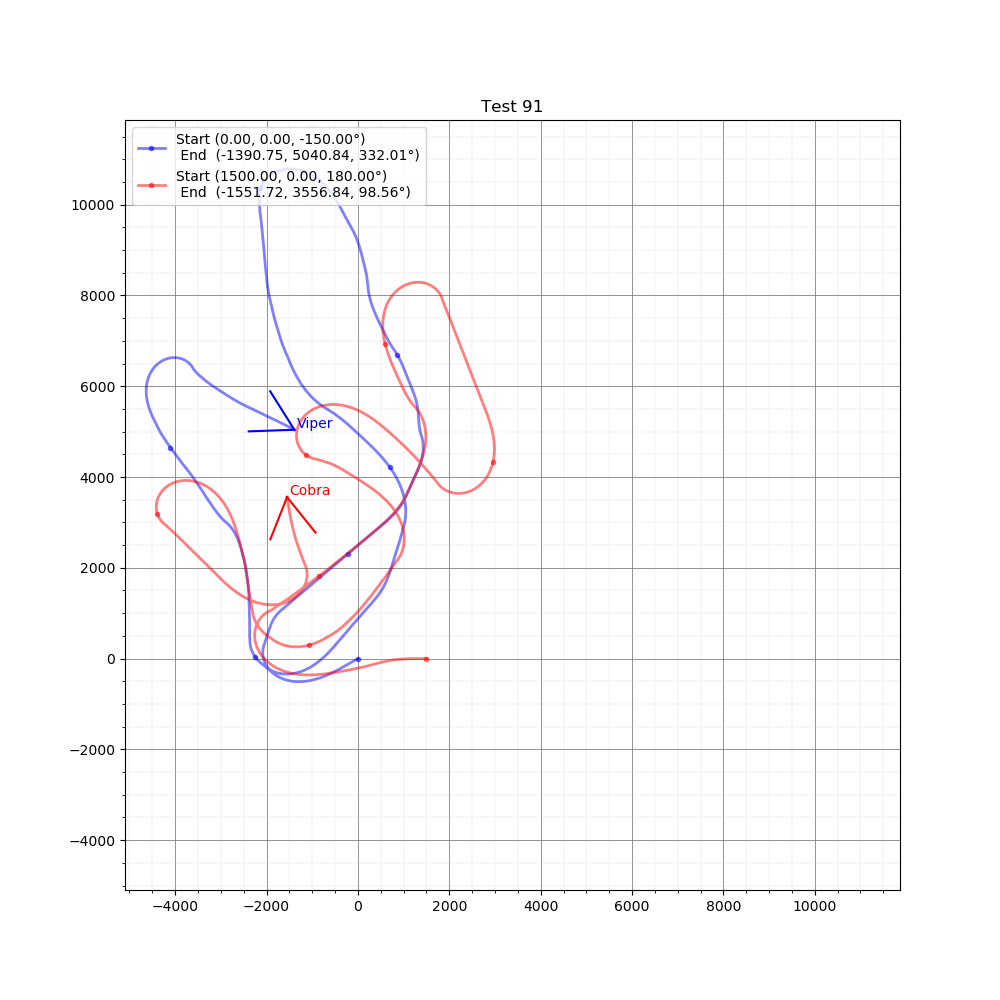 Test 91
Start (0.00, 0.00, -150.00°)
End (-1390.75, 5040.84, 332.01°)
Start (1500.00, 0.00, 180.00°)
End (-1551.72, 3556.84, 98.56°)
10000
8000
6000
4000
2000
0
−2000
−4000
Viper
Cobra
−4000 −2000 0 2000 4000 6000 8000 10000